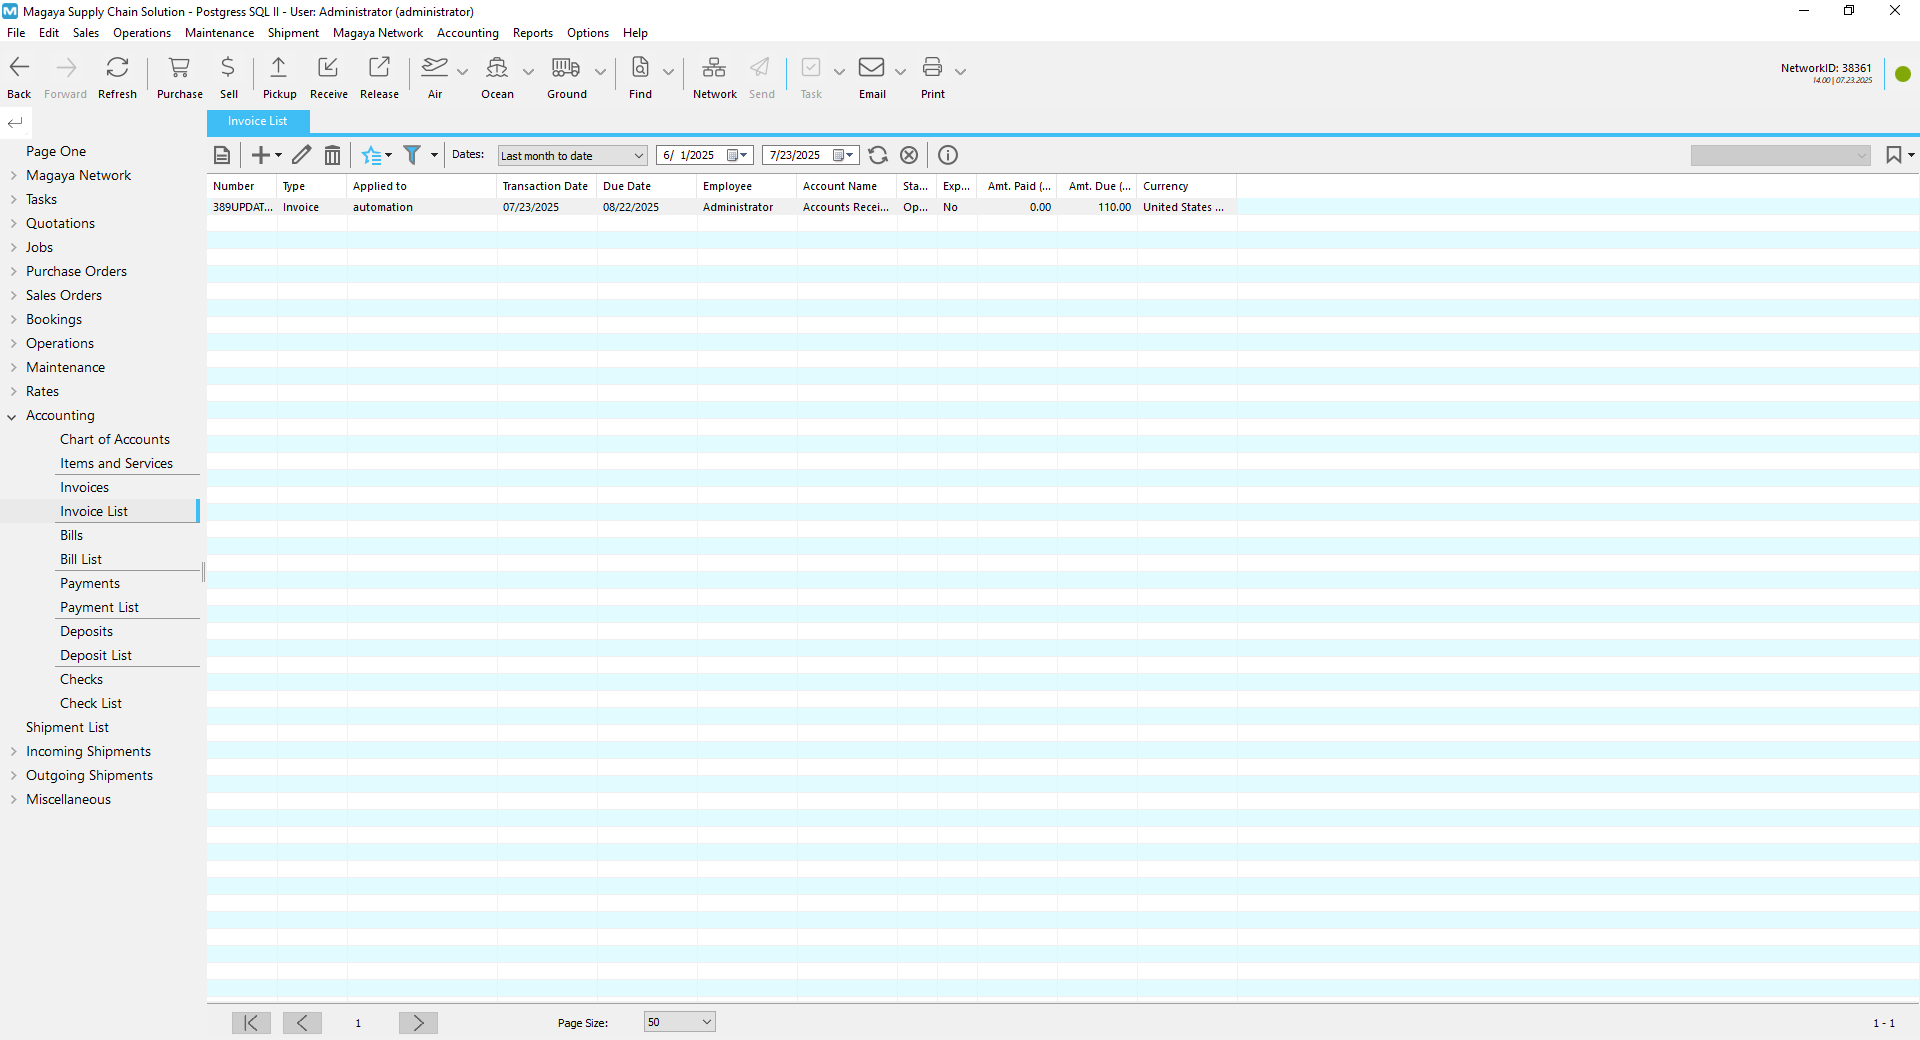 Magaya Supply Chain Solution - Postgress SQL II - User: Administrator (administrator)
File Edit Sales Operations Maintenance Shipment Magaya Network Accounting Reports Options Help
Back Forward Refresh Purchase Sell Pickup Receive Release Air Ocean Ground Find Network Send Task Email Print
NetworkID: 38361
14.00 | 07.23.2025
Invoice List
Dates: Last month to date 6/ 1/2025 7/23/2025
Page One
Magaya Network
Tasks
Quotations
Jobs
Purchase Orders
Sales Orders
Bookings
Operations
Maintenance
Rates
Accounting
Chart of Accounts
Items and Services
Invoices
Invoice List
Bills
Bill List
Payments
Payment List
Deposits
Deposit List
Checks
Check List
Shipment List
Incoming Shipments
Outgoing Shipments
Miscellaneous
Number Type Applied to Transaction Date Due Date Employee Account Name Sta... Exp... Amt. Paid (... Amt. Due (... Currency
389UPDAT... Invoice automation 07/23/2025 08/22/2025 Administrator Accounts Recei... Op... No 0.00 110.00 United States ...
1 Page Size: 50 1 - 1